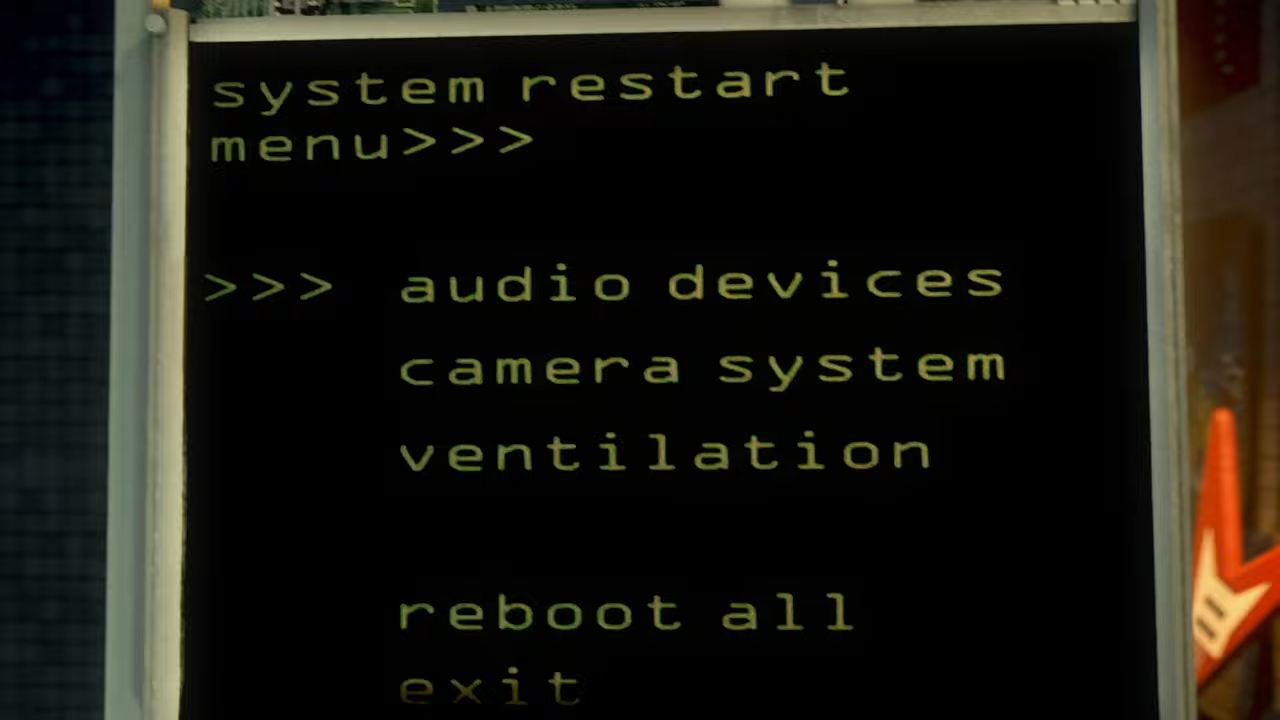 system restart
menu>>>
>>> audio devices
camera system
ventilation
reboot all
exit